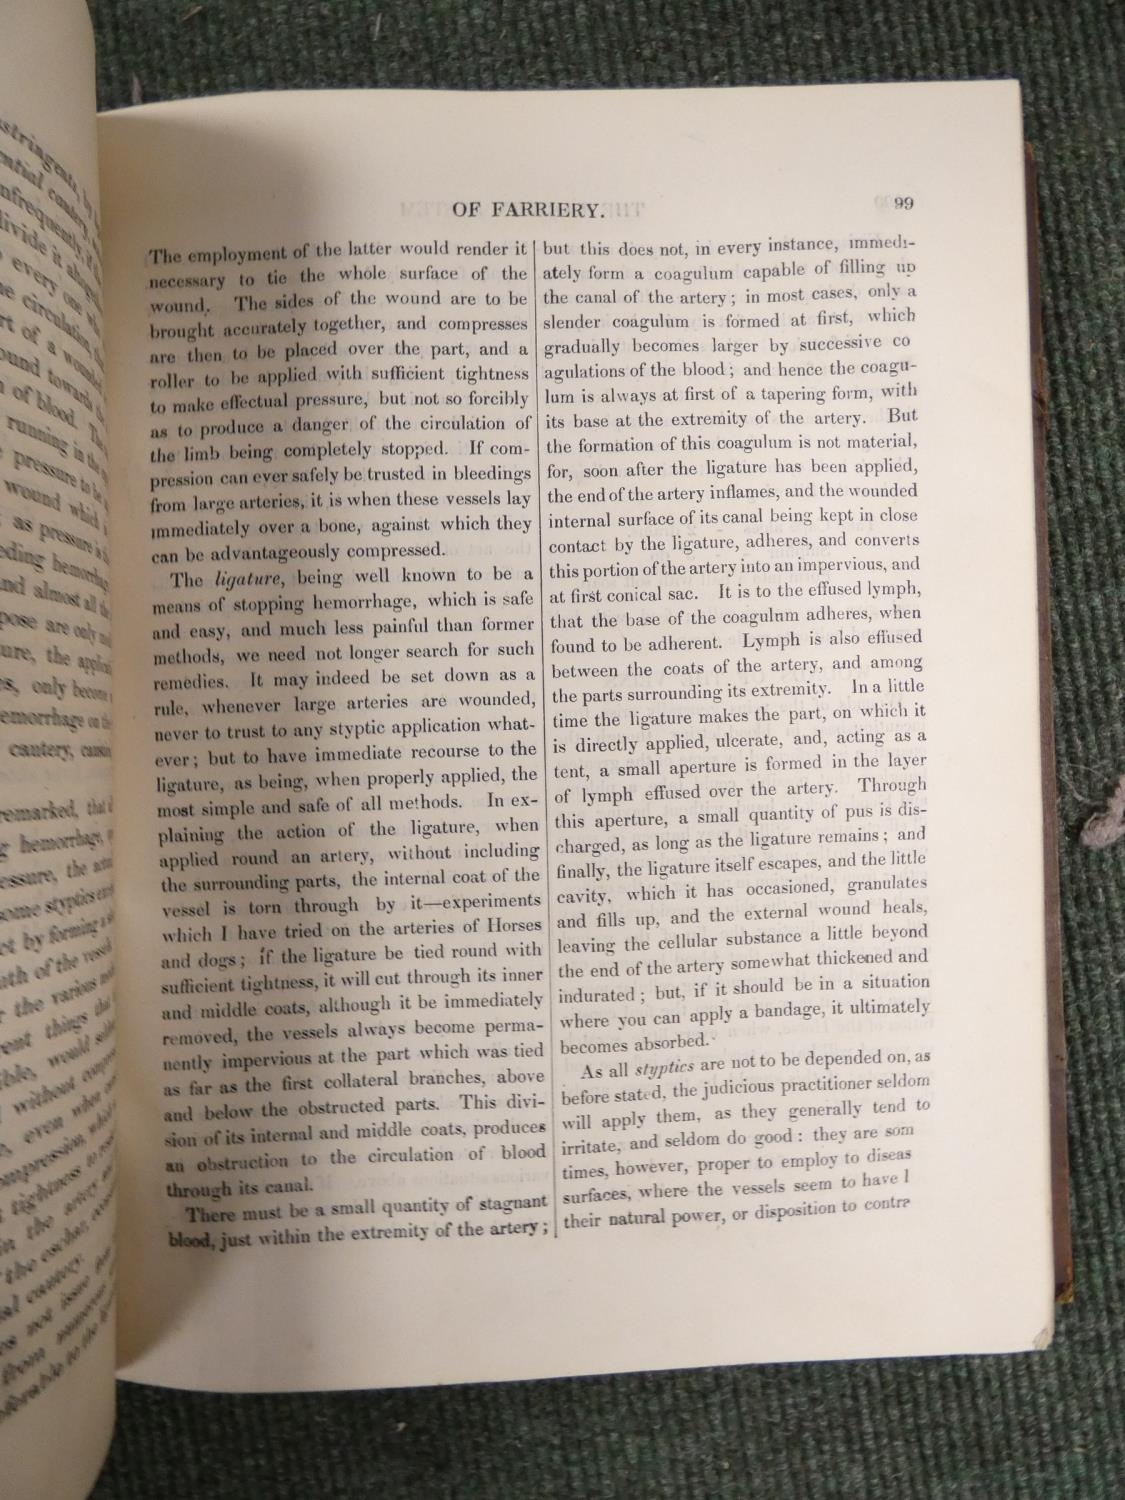 OF FARRIERY. 99
The employment of the latter would render it
necessary to tie the whole surface of the
wound. The sides of the wound are to be
brought accurately together, and compresses
are then to be placed over the part, and a
roller to be applied with sufficient tightness
to make effectual pressure, but not so forcibly
as to produce a danger of the circulation of
the limb being completely stopped. If com-
pression can ever safely be trusted in bleedings
from large arteries, it is when these vessels lay
immediately over a bone, against which they
can be advantageously compressed.
The ligature, being well known to be a
means of stopping hemorrhage, which is safe
and easy, and much less painful than former
methods, we need not longer search for such
remedies. It may indeed be set down as a
rule, whenever large arteries are wounded,
never to trust to any styptic application what-
ever; but to have immediate recourse to the
ligature, as being, when properly applied, the
most simple and safe of all methods. In ex-
plaining the action of the ligature, when
applied round an artery, without including
the surrounding parts, the internal coat of the
vessel is torn through by it—experiments
which I have tried on the arteries of Horses
and dogs; if the ligature be tied round with
sufficient tightness, it will cut through its inner
and middle coats, although it be immediately
removed, the vessels always become perma-
nently impervious at the part which was tied
as far as the first collateral branches, above
and below the obstructed parts. This divi-
sion of its internal and middle coats, produces
an obstruction to the circulation of blood
through its canal.
There must be a small quantity of stagnant
blood, just within the extremity of the artery;
but this does not, in every instance, immedi-
ately form a coagulum capable of filling up
the canal of the artery; in most cases, only a
slender coagulum is formed at first, which
gradually becomes larger by successive co
agulations of the blood; and hence the coagu-
lum is always at first of a tapering form, with
its base at the extremity of the artery. But
the formation of this coagulum is not material,
for, soon after the ligature has been applied,
the end of the artery inflames, and the wounded
internal surface of its canal being kept in close
contact by the ligature, adheres, and converts
this portion of the artery into an impervious, and
at first conical sac. It is to the effused lymph,
that the base of the coagulum adheres, when
found to be adherent. Lymph is also effused
between the coats of the artery, and among
the parts surrounding its extremity. In a little
time the ligature makes the part, on which it
is directly applied, ulcerate, and, acting as a
tent, a small aperture is formed in the layer
of lymph effused over the artery. Through
this aperture, a small quantity of pus is dis-
charged, as long as the ligature remains; and
finally, the ligature itself escapes, and the little
cavity, which it has occasioned, granulates
and fills up, and the external wound heals,
leaving the cellular substance a little beyond
the end of the artery somewhat thickened and
indurated; but, if it should be in a situation
where you can apply a bandage, it ultimately
becomes absorbed.
As all styptics are not to be depended on, as
before stated, the judicious practitioner seldom
will apply them, as they generally tend to
irritate, and seldom do good: they are som
times, however, proper to employ to diseas
surfaces, where the vessels seem to have l
their natural power, or disposition to contr